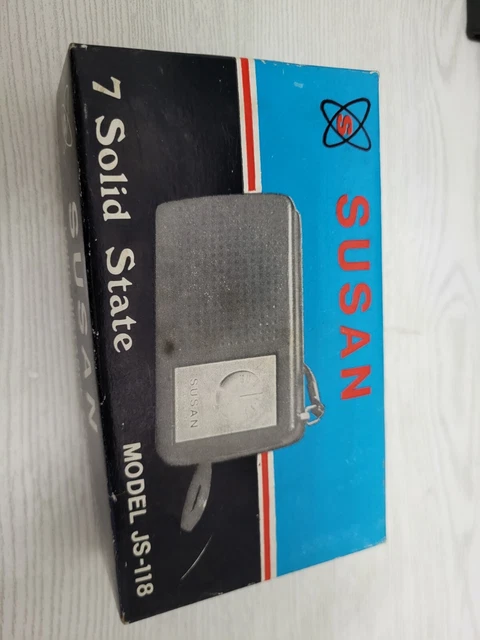 S
SUSAN
SUSAN
7 Solid State
MODEL JS-118
SUSAN